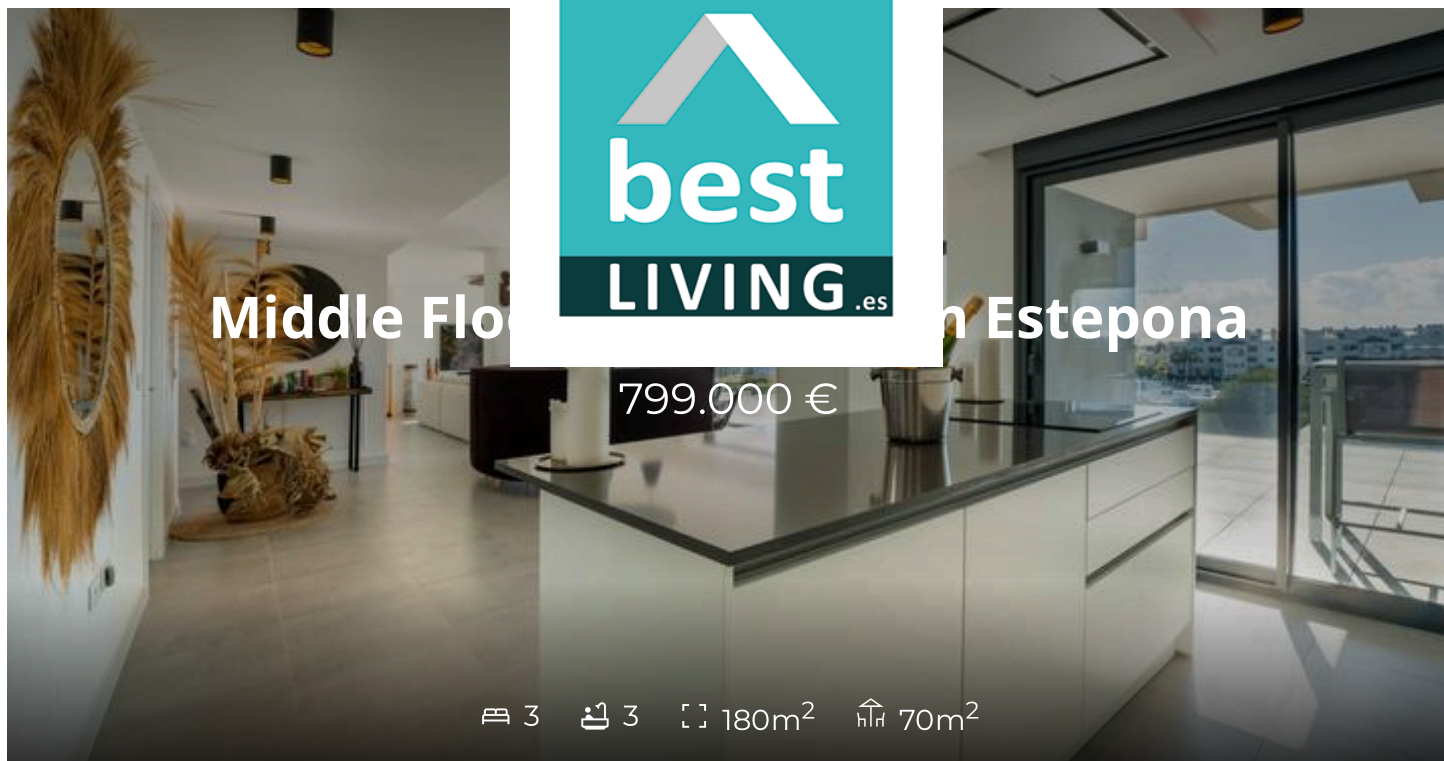 best
LIVING.es
Middle Flo n Estepona
799.000 €
3 3 180m² 70m²